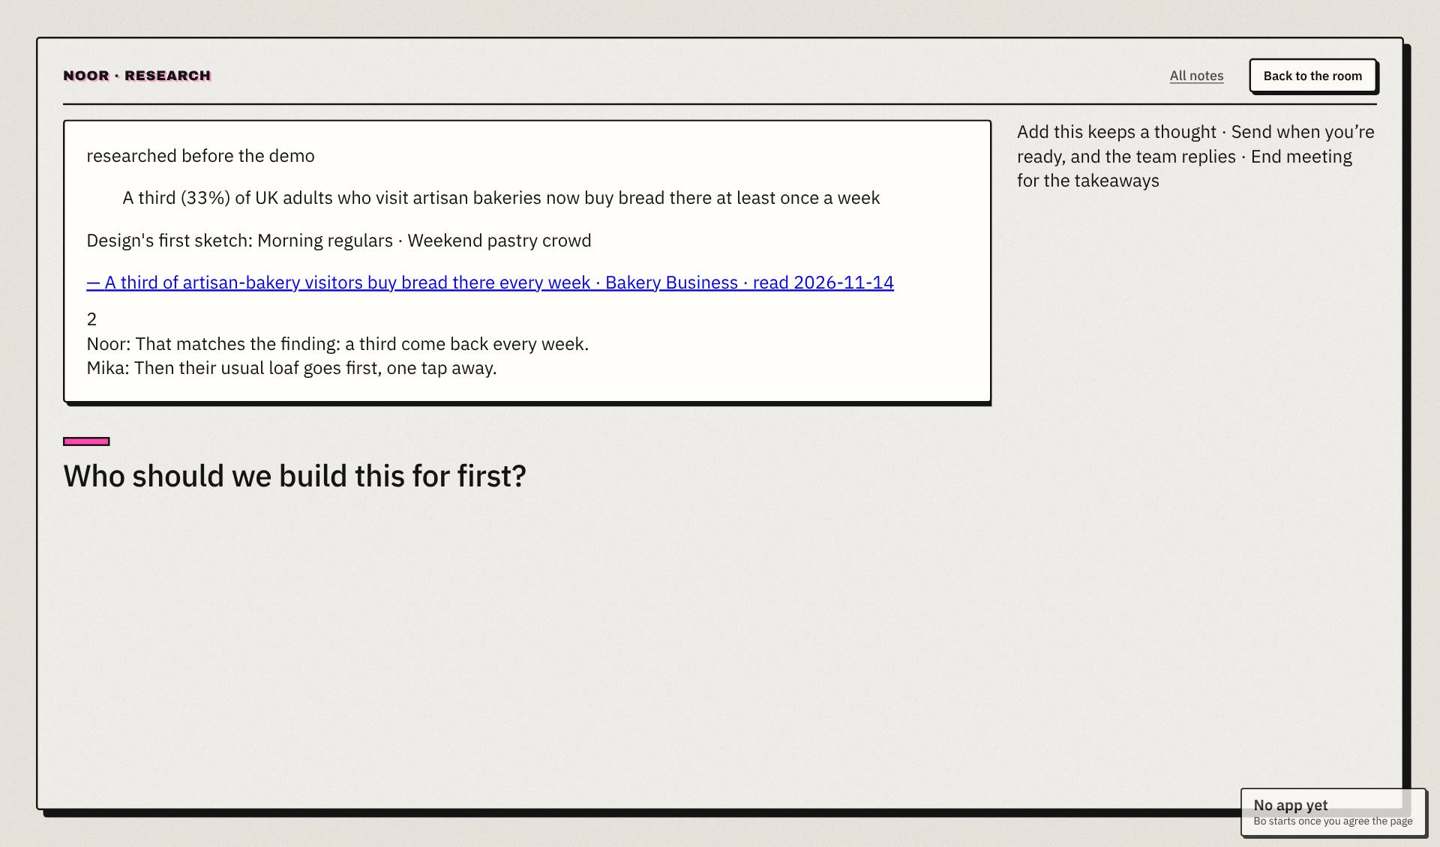 NOOR · RESEARCH
All notes
Back to the room
researched before the demo
A third (33%) of UK adults who visit artisan bakeries now buy bread there at least once a week
Design's first sketch: Morning regulars · Weekend pastry crowd
— A third of artisan-bakery visitors buy bread there every week · Bakery Business · read 2026-11-14
2
Noor: That matches the finding: a third come back every week.
Mika: Then their usual loaf goes first, one tap away.
Add this keeps a thought · Send when you’re
ready, and the team replies · End meeting
for the takeaways
Who should we build this for first?
No app yet
Bo starts once you agree the page